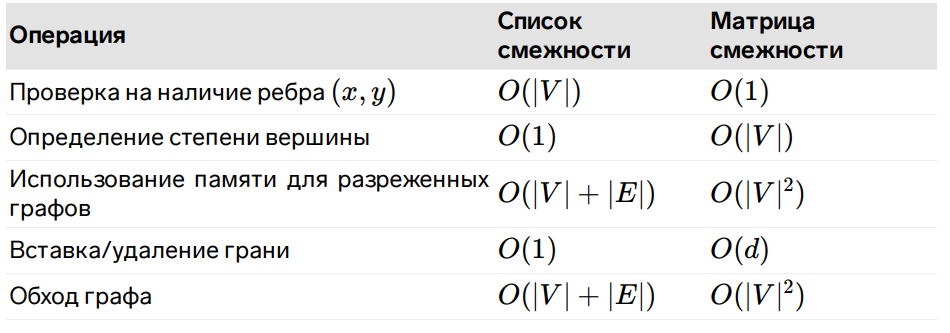 Операция Список смежности Матрица смежности
Проверка на наличие ребра (x, y) O(|V|) O(1)
Определение степени вершины O(1) O(|V|)
Использование памяти для разреженных графов O(|V| + |E|) O(|V|²)
Вставка/удаление грани O(1) O(d)
Обход графа O(|V| + |E|) O(|V|²)